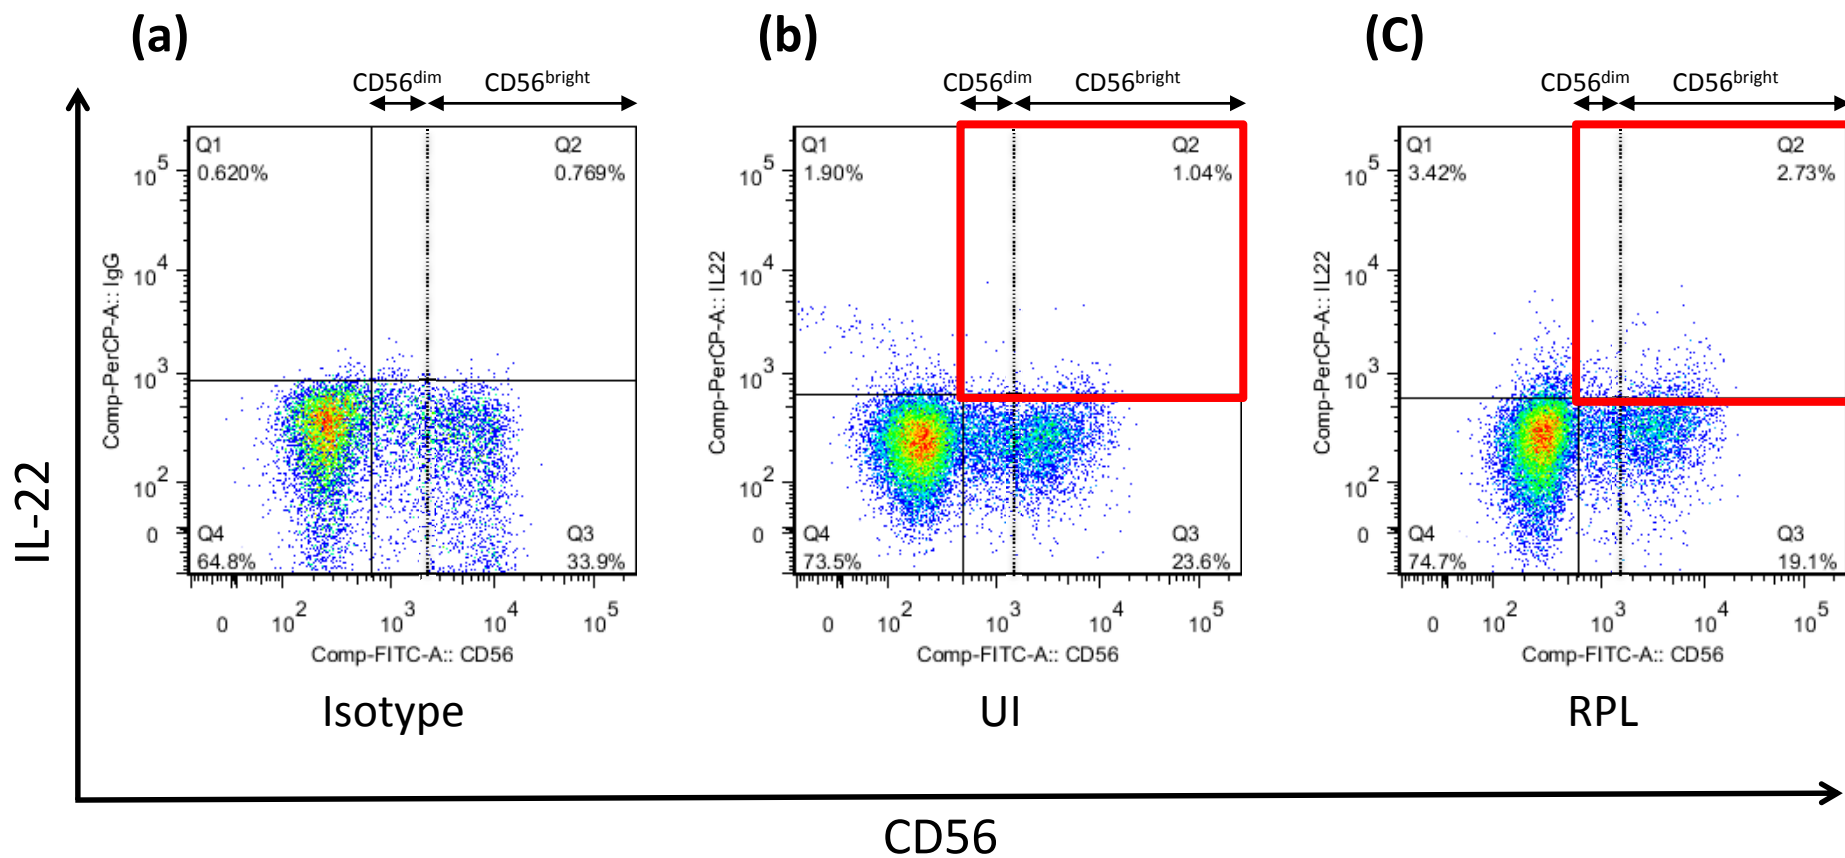 (a)
CD56dim CD56bright
Q1
0.620%
Q2
0.769%
Q4
64.8%
Q3
33.9%
10^5
10^4
10^3
10^2
0
Comp-PerCP-A:: IgG
0 10^2 10^3 10^4 10^5
Comp-FITC-A:: CD56
Isotype
(b)
CD56dim CD56bright
Q1
1.90%
Q2
1.04%
Q4
73.5%
Q3
23.6%
10^5
10^4
10^3
10^2
0
Comp-PerCP-A:: IL22
0 10^2 10^3 10^4 10^5
Comp-FITC-A:: CD56
UI
(C)
CD56dim CD56bright
Q1
3.42%
Q2
2.73%
Q4
74.7%
Q3
19.1%
10^5
10^4
10^3
10^2
0
Comp-PerCP-A:: IL22
0 10^2 10^3 10^4 10^5
Comp-FITC-A:: CD56
RPL
IL-22
CD56